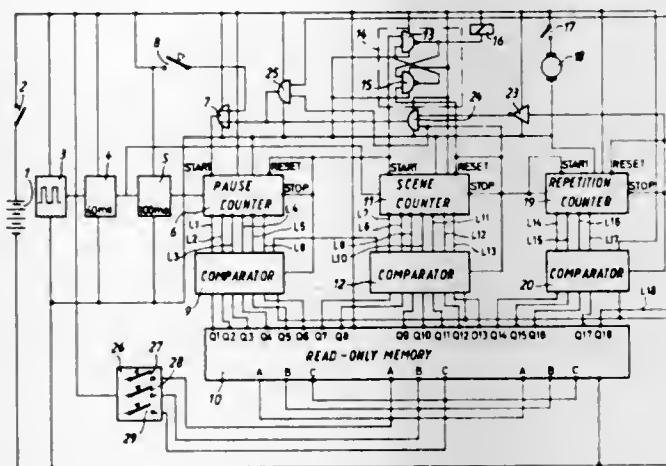 14
13
16
17
18
8
25
15
2
7
24
23
1
3
4
5
40ms
100ms
START
RESET
START
RESET
START
RESET
PAUSE
COUNTER
STOP
SCENE
COUNTER
STOP
REPETITION
COUNTER
STOP
6
11
19
L1
L2
L3
L4
L5
L6
L7
L8
L9
L10
L11
L12
L13
L14
L15
L16
L17
L18
COMPARATOR
COMPARATOR
COMPARATOR
9
12
20
Q1 Q2 Q3 Q4 Q5 Q6 Q7 Q8 Q9 Q10 Q11 Q12 Q13 Q14 Q15 Q16 Q17 Q18
READ-ONLY MEMORY
10
A B C A B C A B C
26
27
28
29